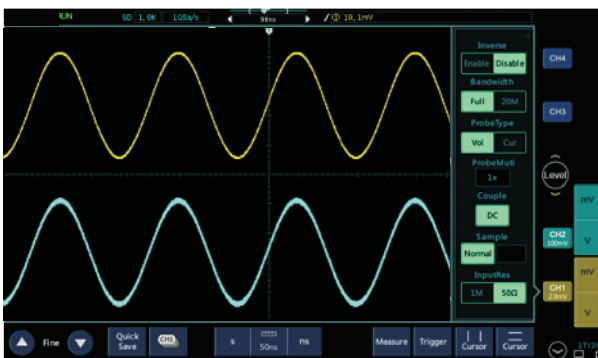 RUN SD 1,8K 1GSa/s 98ns 19,1mV
Inverse
Enable Disable
Bandwidth
Full 20M
ProbeType
Vol Cur
ProbeMuti
1x
Couple
DC
Sample
Normal
InputRes
1M 50Ω
CH4
CH3
Level
mV
CH2
100mV
V
mV
CH1
2.0mV
V
Fine
Quick
Save
CH1
s
50ns
ns
Measure
Trigger
Cursor
Cursor